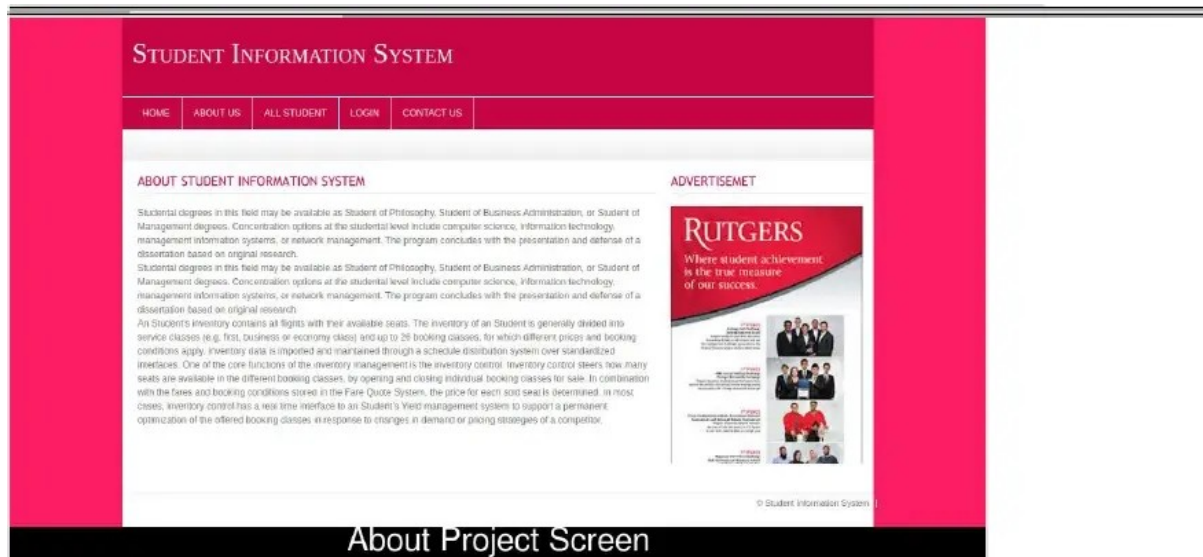 STUDENT INFORMATION SYSTEM
HOME ABOUT US ALL STUDENT LOGIN CONTACT US
ABOUT STUDENT INFORMATION SYSTEM
Studental degrees in this field may be available as Student of Philosophy, Student of Business Administration, or Student of
Management degrees. Concentration options at the studental level include computer science, information technology,
management information systems, or network management. The program concludes with the presentation and defense of a
dissertation based on original research.
Studental degrees in this field may be available as Student of Philosophy, Student of Business Administration, or Student of
Management degrees. Concentration options at the studental level include computer science, information technology,
management information systems, or network management. The program concludes with the presentation and defense of a
dissertation based on original research.
An Student's inventory contains all flights with their available seats. The inventory of an Student is generally divided into
service classes (e.g. first, business or economy class) and up to 26 booking classes, for which different prices and booking
conditions apply. Inventory data is imported and maintained through a schedule distribution system over standardized
interfaces. One of the core functions of the inventory management is the inventory control. Inventory control steers how many
seats are available in the different booking classes, by opening and closing individual booking classes for sale. In combination
with the fares and booking conditions stored in the Fare Quote System, the price for each sold seat is determined. In most
cases, inventory control has a real time interface to an Student's Yield management system to support a permanent
optimization of the offered booking classes in response to changes in demand or pricing strategies of a competitor.
ADVERTISEMET
RUTGERS
Where student achievement
is the true measure
of our success.
© Student Information System
About Project Screen